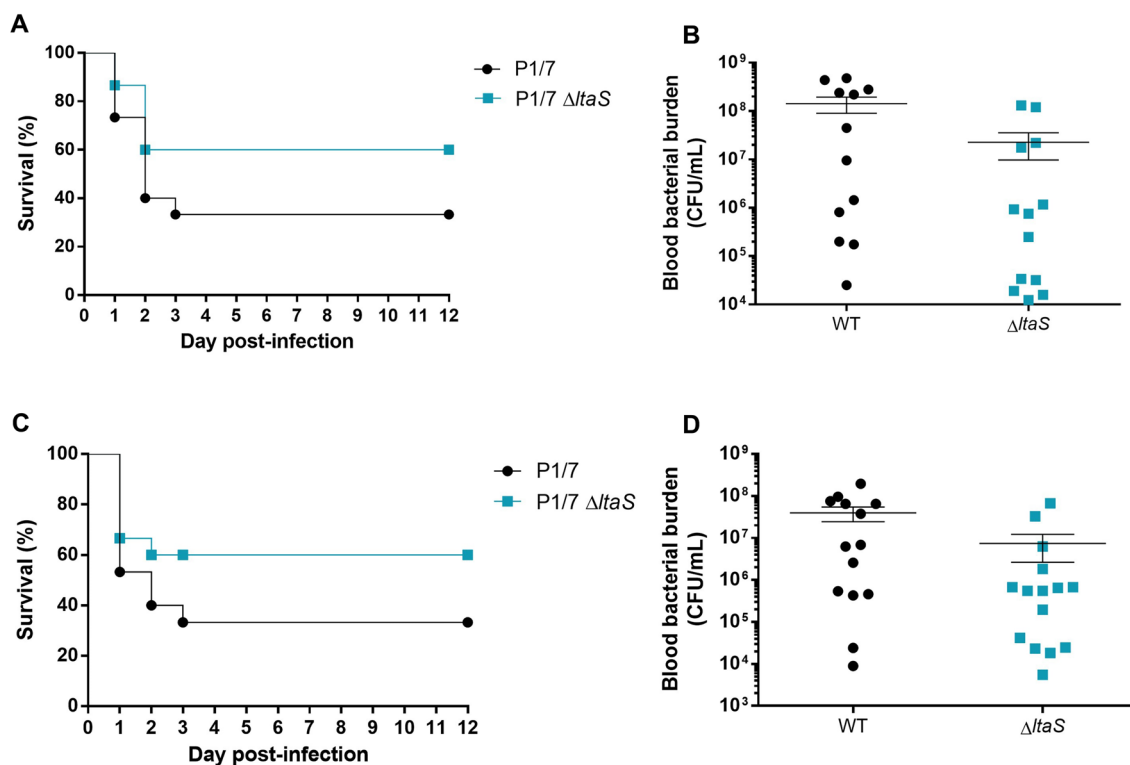 A
Survival (%)
100
80
60
40
20
0
0 1 2 3 4 5 6 7 8 9 10 11 12
Day post-infection
P1/7
P1/7 ΔltaS
B
Blood bacterial burden
(CFU/mL)
10⁹
10⁸
10⁷
10⁶
10⁵
10⁴
WT ΔltaS
C
Survival (%)
100
80
60
40
20
0
0 1 2 3 4 5 6 7 8 9 10 11 12
Day post-infection
P1/7
P1/7 ΔltaS
D
Blood bacterial burden
(CFU/mL)
10⁹
10⁸
10⁷
10⁶
10⁵
10⁴
10³
WT ΔltaS